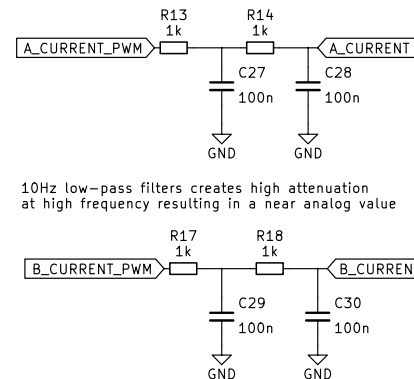 R13 R14
1k 1k
A_CURRENT_PWM A_CURRENT
C27 C28
100n 100n
GND GND
10Hz low-pass filters creates high attenuation
at high frequency resulting in a near analog value
R17 R18
1k 1k
B_CURRENT_PWM B_CURREN
C29 C30
100n 100n
GND GND